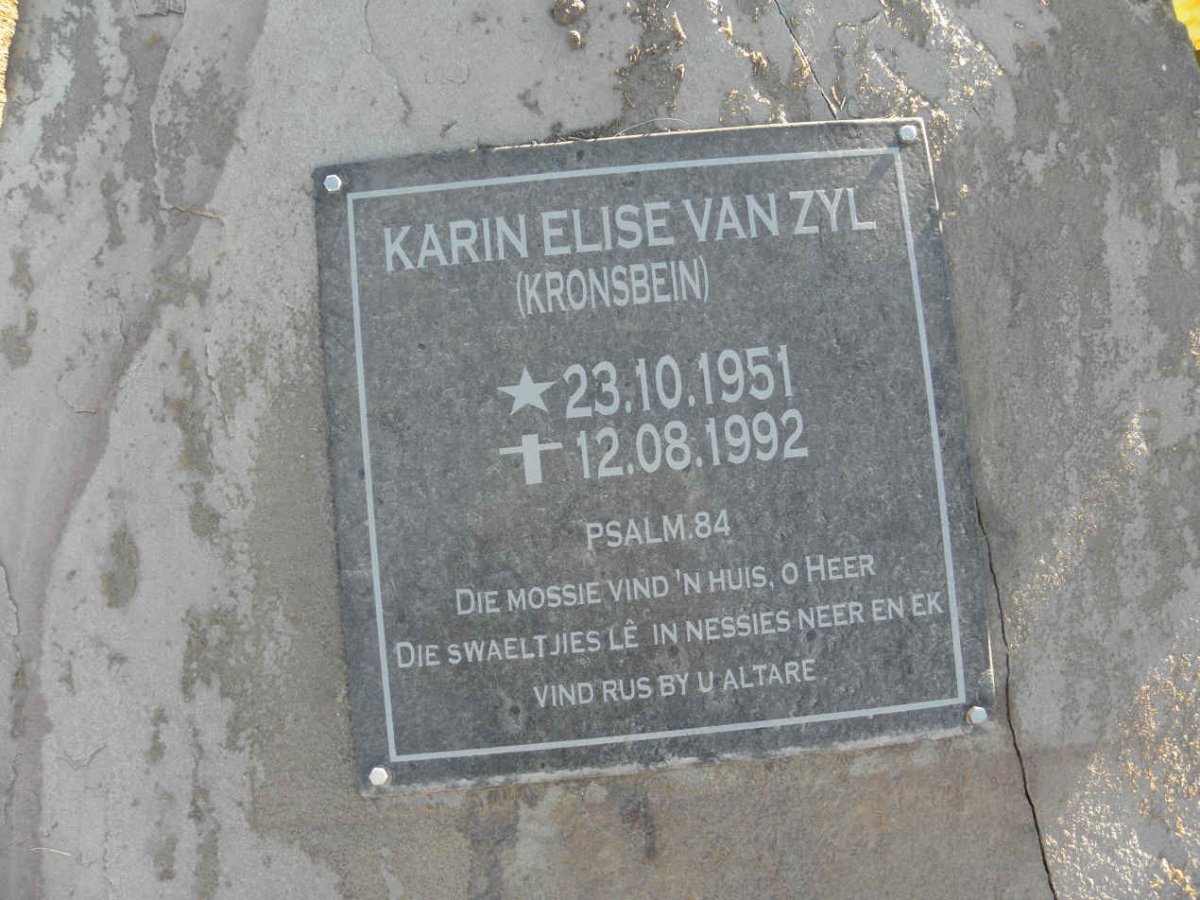 KARIN ELISE VAN ZYL
(KRONSBEIN)
★ 23.10.1951
✝ 12.08.1992
PSALM.84
DIE MOSSIE VIND 'N HUIS, O HEER
DIE SWAELTJIES LÊ IN NESSIES NEER EN EK
VIND RUS BY U ALTARE